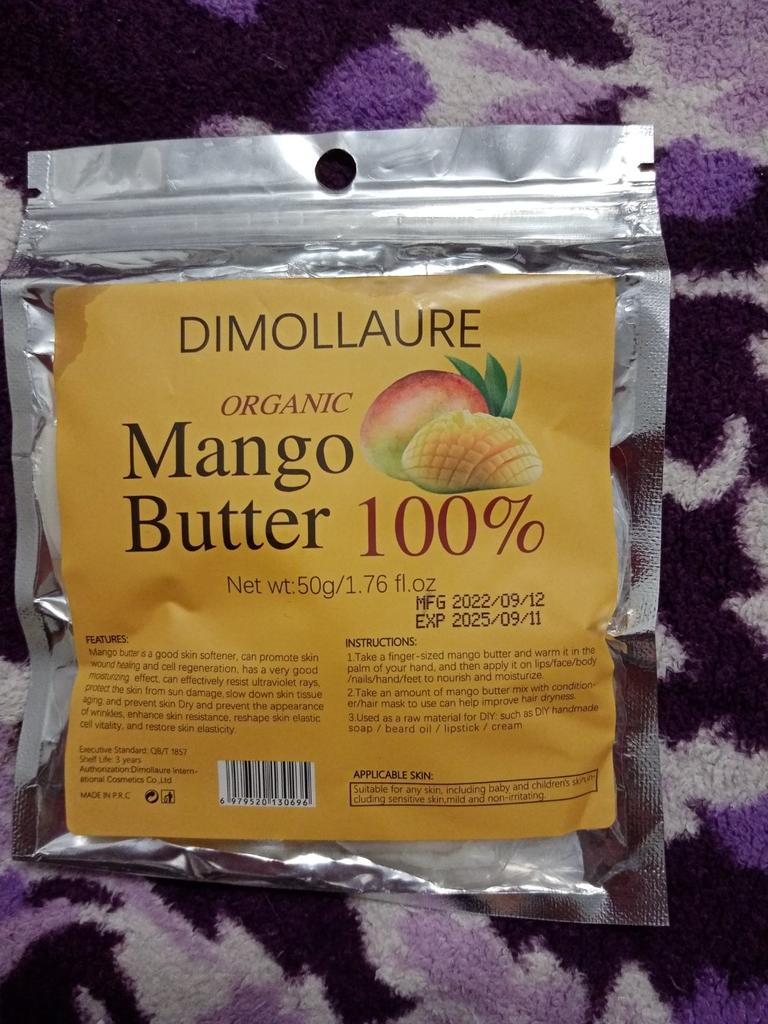 DIMOLLAURE
ORGANIC
Mango
Butter 100%
Net wt:50g/1.76 fl.oz
MFG 2022/09/12
EXP 2025/09/11
FEATURES:
Mango butter is a good skin softener, can promote skin
wound healing and cell regeneration, has a very good
moisturizing effect, can effectively resist ultraviolet rays,
protect the skin from sun damage, slow down skin tissue
aging, and prevent skin Dry and prevent the appearance
of wrinkles, enhance skin resistance, reshape skin elastic
cell vitality, and restore skin elasticity.
Executive Standard: QB/T 1857
Shelf Life: 3 years
Authorization:Dimollaure Intern-
ational Cosmetics Co.,Ltd
MADE IN P.R.C
6 979520 130696
INSTRUCTIONS:
1.Take a finger-sized mango butter and warm it in the
palm of your hand, and then apply it on lips/face/body
/nails/hand/feet to nourish and moisturize.
2.Take an amount of mango butter mix with condition-
er/hair mask to use can help improve hair dryness.
3.Used as a raw material for DIY: such as DIY handmade
soap / beard oil / lipstick / cream
APPLICABLE SKIN:
Suitable for any skin, including baby and children's skin,in-
cluding sensitive skin,mild and non-irritating.